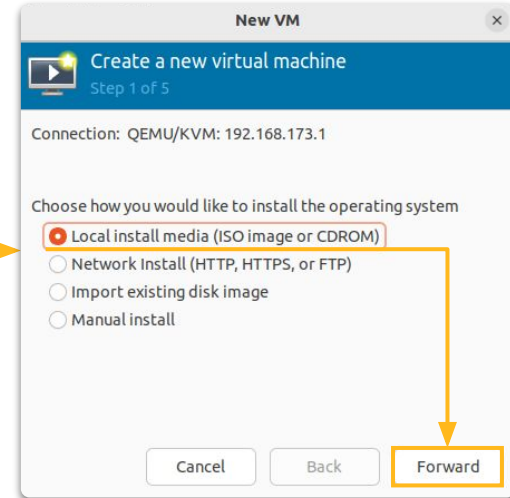 New VM
Create a new virtual machine
Step 1 of 5
Connection: QEMU/KVM: 192.168.173.1
Choose how you would like to install the operating system
Local install media (ISO image or CDROM)
Network Install (HTTP, HTTPS, or FTP)
Import existing disk image
Manual install
Cancel Back Forward